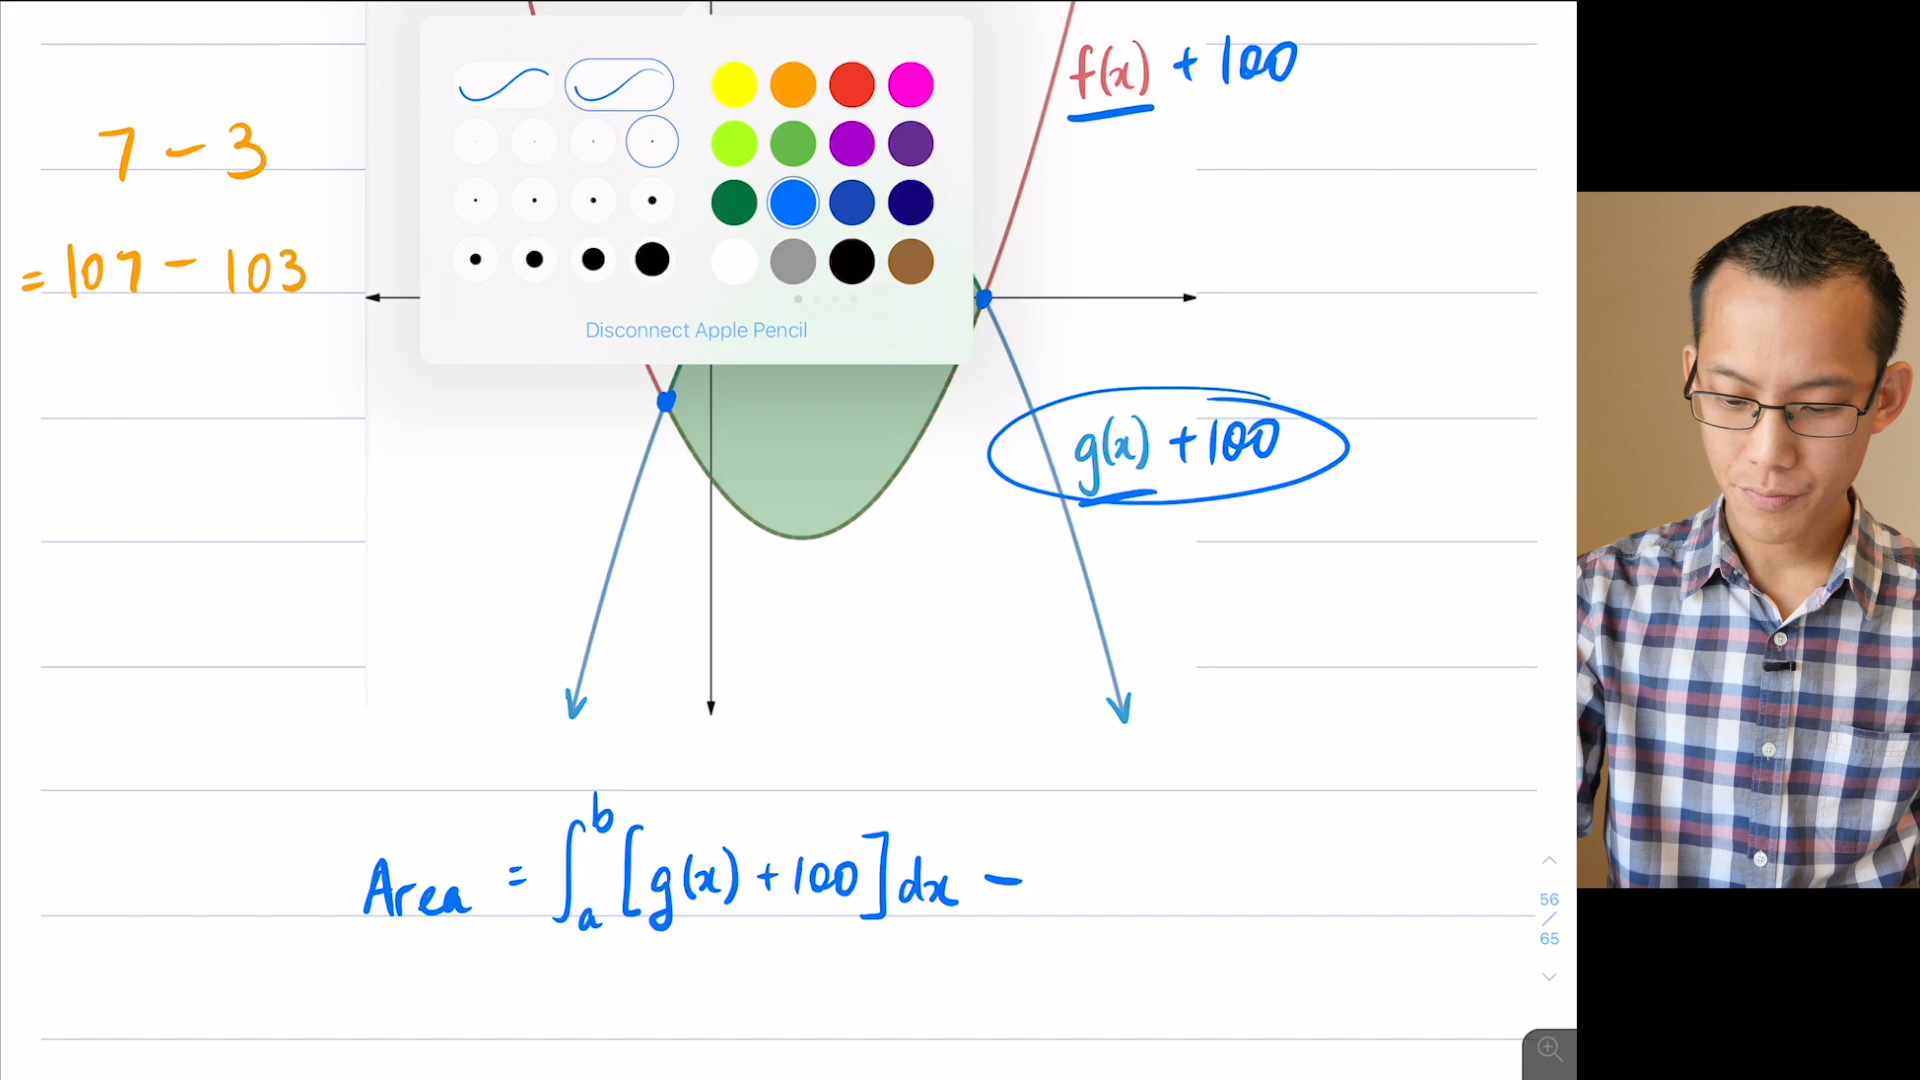 f(x) + 100
7 - 3
= 107 - 103
Disconnect Apple Pencil
g(x) + 100
Area = ∫_a^b [g(x) + 100] dx -
56
/
65